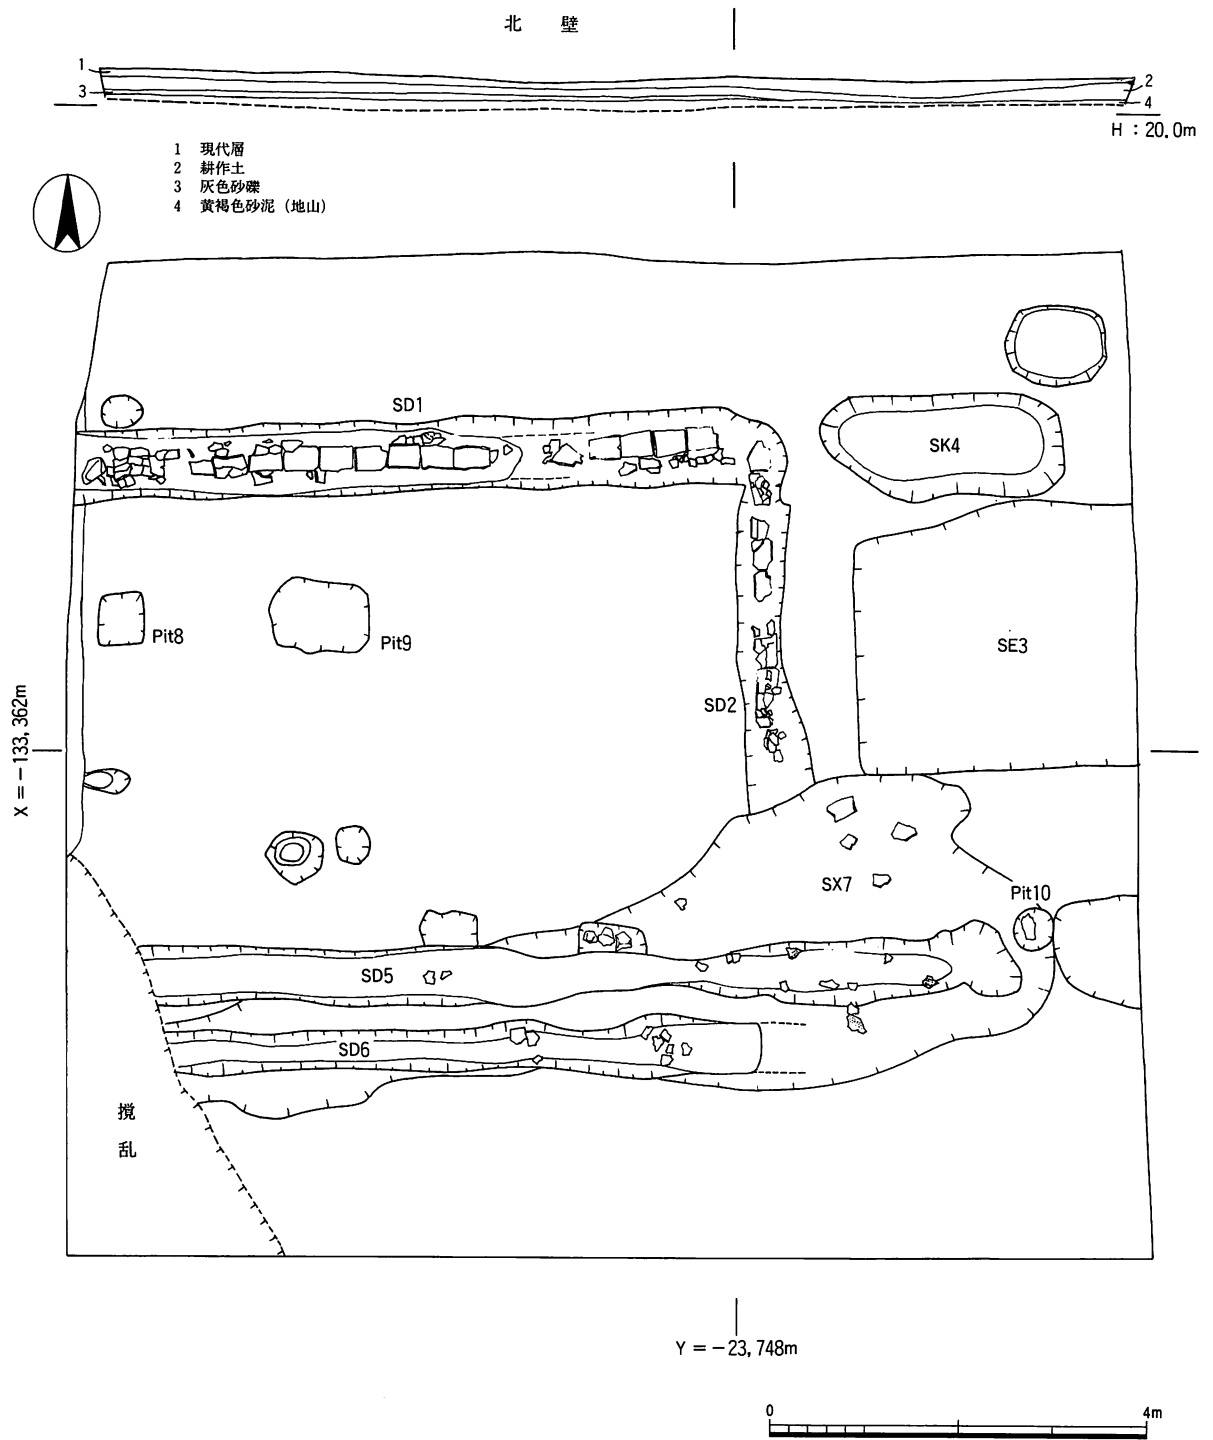 北 壁
1
3
2
4
H : 20.0m
1 現代層
2 耕作土
3 灰色砂礫
4 黄褐色砂泥 (地山)
SD1
SK4
Pit8
Pit9
SE3
SD2
X = -133,362m
SX7
Pit10
SD5
SD6
撹
乱
Y = -23,748m
0 4m